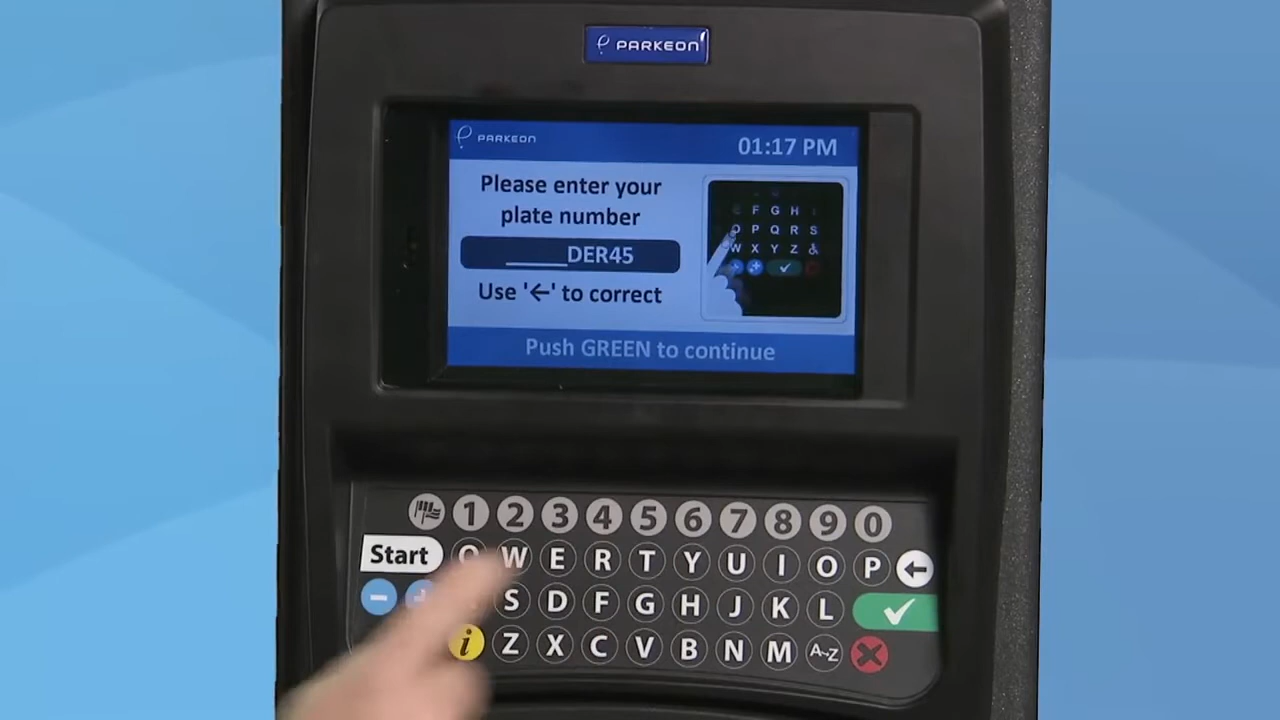 PARKEON
PARKEON 01:17 PM
Please enter your
plate number
_____DER45
Use '←' to correct
F G H
O P Q R S
W X Y Z
Push GREEN to continue
1 2 3 4 5 6 7 8 9 0
Start Q W E R T Y U I O P ←
S D F G H J K L
i Z X C V B N M A~Z